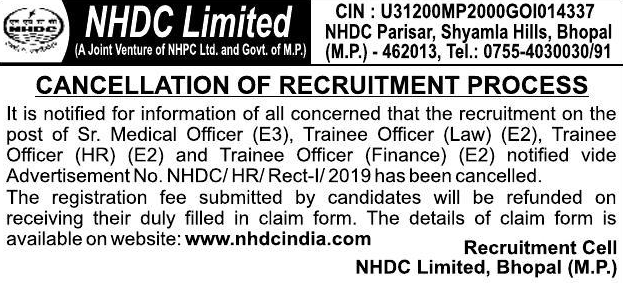 NHDC Limited
(A Joint Venture of NHPC Ltd. and Govt. of M.P.)
CIN : U31200MP2000GOI014337
NHDC Parisar, Shyamla Hills, Bhopal
(M.P.) - 462013, Tel.: 0755-4030030/91
CANCELLATION OF RECRUITMENT PROCESS
It is notified for information of all concerned that the recruitment on the
post of Sr. Medical Officer (E3), Trainee Officer (Law) (E2), Trainee
Officer (HR) (E2) and Trainee Officer (Finance) (E2) notified vide
Advertisement No. NHDC/ HR/ Rect-I/ 2019 has been cancelled.
The registration fee submitted by candidates will be refunded on
receiving their duly filled in claim form. The details of claim form is
available on website: www.nhdcindia.com
Recruitment Cell
NHDC Limited, Bhopal (M.P.)